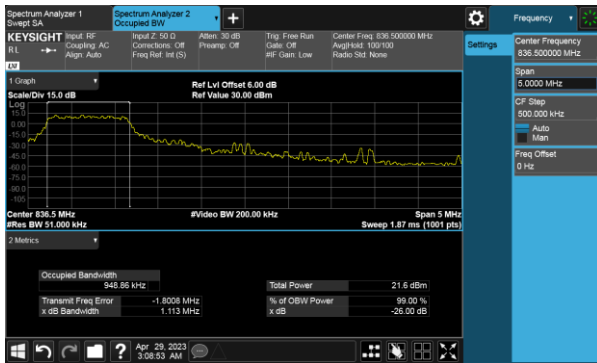 Spectrum Analyzer 1
Swept SA
Spectrum Analyzer 2
Occupied BW
+
Frequency
KEYSIGHT
Input: RF
Coupling: AC
Align: Auto
Input Z: 50 Ω
Corrections: Off
Freq Ref: Int (S)
Atten: 30 dB
Preamp: Off
Trig: Free Run
Gate: Off
#IF Gain: Low
Center Freq: 836.500000 MHz
Avg|Hold: 100/100
Radio Std: None
RL
LXI
Settings
Center Frequency
836.500000 MHz
Span
5.0000 MHz
CF Step
500.000 kHz
Auto
Man
Freq Offset
0 Hz
1 Graph
Scale/Div 15.0 dB
Ref Lvl Offset 6.00 dB
Ref Value 30.00 dBm
Log
15.0
0.00
-15.0
-30.0
-45.0
-60.0
-75.0
-90.0
-105
Center 836.5 MHz
#Res BW 51.000 kHz
#Video BW 200.00 kHz
Span 5 MHz
Sweep 1.87 ms (1001 pts)
2 Metrics
Occupied Bandwidth
948.86 kHz
Total Power 21.6 dBm
Transmit Freq Error -1.8008 MHz
% of OBW Power 99.00 %
x dB Bandwidth 1.113 MHz
x dB -26.00 dB
?
Apr 29, 2023
3:08:53 AM